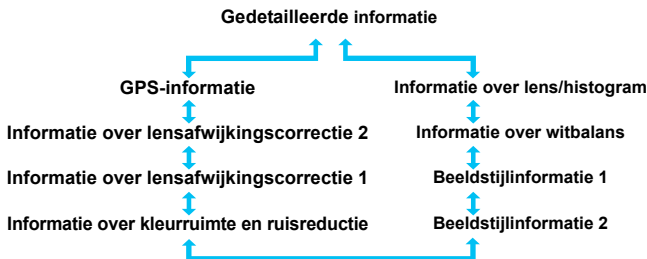 Gedetailleerde informatie
GPS-informatie
Informatie over lens/histogram
Informatie over lensafwijkingscorrectie 2
Informatie over witbalans
Informatie over lensafwijkingscorrectie 1
Beeldstijlinformatie 1
Informatie over kleurruimte en ruisreductie
Beeldstijlinformatie 2